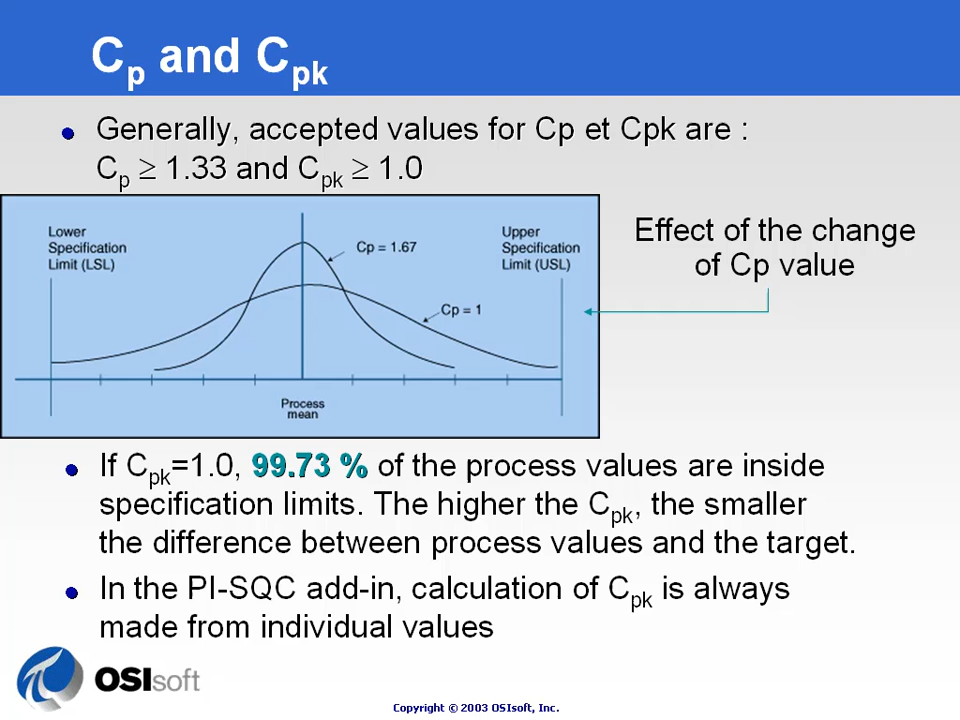 Cp and Cpk
Generally, accepted values for Cp et Cpk are :
Cp ≥ 1.33 and Cpk ≥ 1.0
Lower
Specification
Limit (LSL)
Cp = 1.67
Upper
Specification
Limit (USL)
Cp = 1
Process
mean
Effect of the change
of Cp value
If Cpk=1.0, 99.73 % of the process values are inside
specification limits. The higher the Cpk, the smaller
the difference between process values and the target.
In the PI-SQC add-in, calculation of Cpk is always
made from individual values
OSIsoft
Copyright © 2003 OSIsoft, Inc.